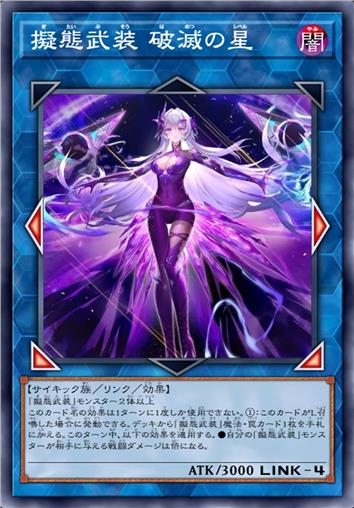 擬態武装 破滅の星
闇
【サイキック族/リンク/効果】
「擬態武装」モンスター2体以上
このカード名の効果は1ターンに1度しか使用できない。①:このカードがL召
喚した場合に発動できる。デッキから「擬態武装」魔法・罠カード1枚を手札
に加える。このターン中、以下の効果を適用する。●自分の「擬態武装」モンス
ターが相手に与える戦闘ダメージは倍になる。
ATK/3000 LINK-4